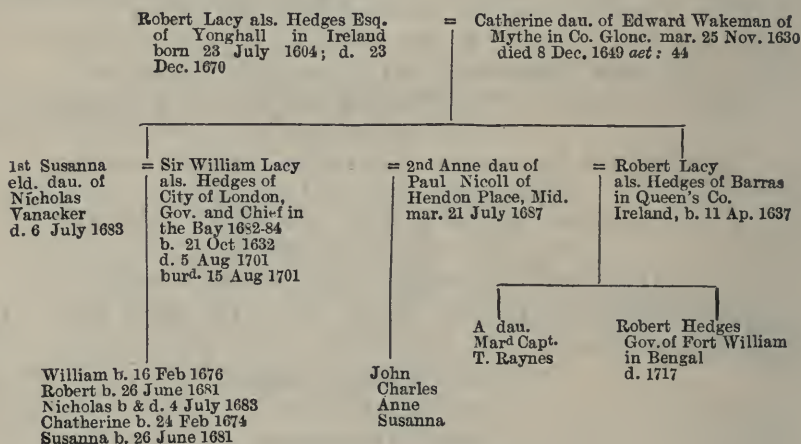 Robert Lacy als. Hedges Esq.
of Yonghall in Ireland
born 23 July 1604; d. 23
Dec. 1670
=
Catherine dau. of Edward Wakeman of
Mythe in Co. Glonc. mar. 25 Nov. 1630
died 8 Dec. 1649 aet: 44
1st Susanna
eld. dau. of
Nicholas
Vanacker
d. 6 July 1683
= Sir William Lacy
als. Hedges of
City of London,
Gov. and Chief in
the Bay 1682-84
b. 21 Oct 1632
d. 5 Aug 1701
burd. 15 Aug 1701
= 2nd Anne dau of
Paul Nicoll of
Hendon Place, Mid.
mar. 21 July 1687
= Robert Lacy
als. Hedges of Barras
in Queen's Co.
Ireland, b. 11 Ap. 1637
William b. 16 Feb 1676
Robert b. 26 June 1681
Nicholas b & d. 4 July 1683
Chatherine b. 24 Feb 1674
Susanna b. 26 June 1681
John
Charles
Anne
Susanna
A dau.
Mard Capt.
T. Raynes
Robert Hedges
Gov. of Fort William
in Bengal
d. 1717